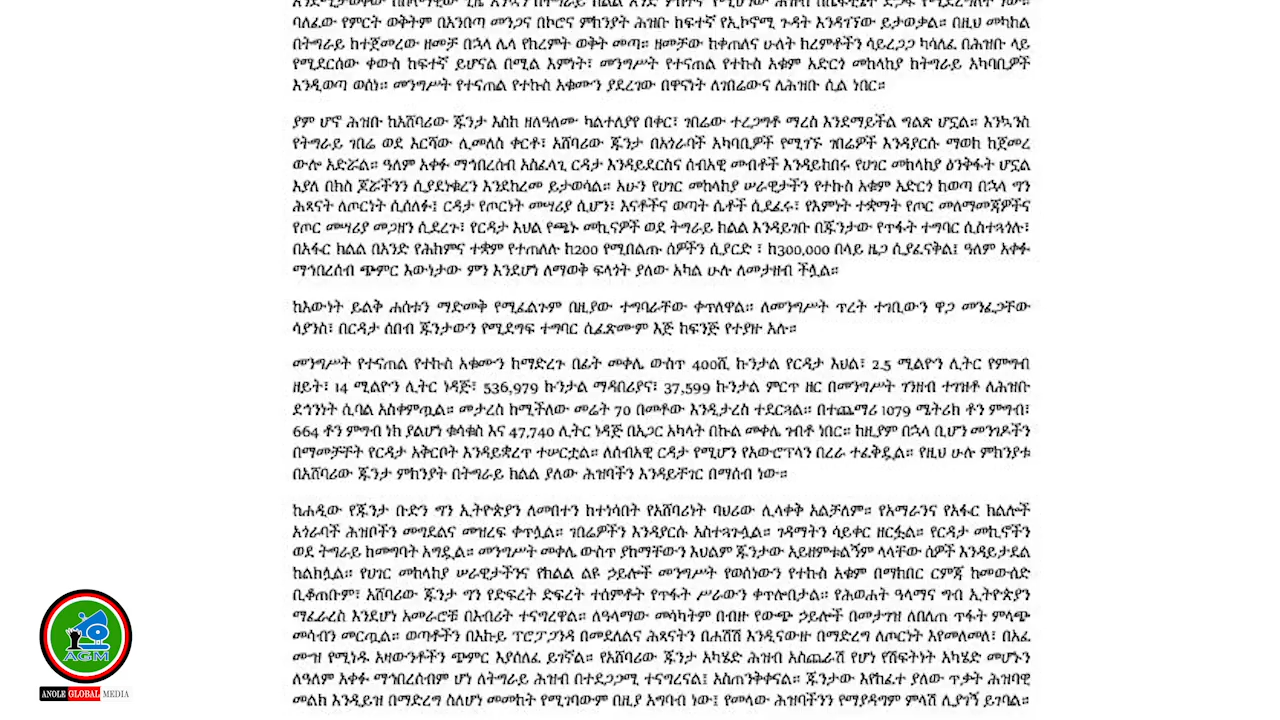 ባለፈው የምርት ወቅትም በአንበጣ መንጋና በኮሮና ምክንያት ሕዝቡ ከፍተኛ የኢኮኖሚ ጉዳት እንዳገኘው ይታወቃል። በዚህ መካከል
በትግራይ ከተጀመረው ዘመቻ በኋላ ሌላ የክረምት ወቅት መጣ። ዘመቻው ከቀጠለና ሁለት ክረምቶችን ሳይረጋጋ ካሳለፈ በሕዝቡ ላይ
የሚደርሰው ቀውስ ከፍተኛ ይሆናል በሚል እምነት፣ መንግሥት የተናጠል የተኩስ አቁም አድርጎ መከላከያ ከትግራይ አካባቢዎች
እንዲወጣ ወሰነ። መንግሥት የተናጠል የተኩስ አቁሙን ያደረገው በዋናነት ለገበሬውና ለሕዝቡ ሲል ነበር።
ያም ሆኖ ሕዝቡ ከአሸባሪው ጁንታ እስከ ዘለዓለሙ ካልተለያየ በቀር፣ ገበሬው ተረጋግቶ ማረስ እንደማይችል ግልጽ ሆኗል። እንኳንስ
የትግራይ ገበሬ ወደ እርሻው ሊመለስ ቀርቶ፣ አሸባሪው ጁንታ በአጎራባች አካባቢዎች የሚገኙ ገበሬዎች እንዳያርሱ ማወክ ከጀመረ
ውሎ አድሯል። ዓለም አቀፉ ማኅበረሰብ አስፈላጊ ርዳታ እንዳይደርስና ሰብአዊ መብቶች እንዳይከበሩ የሀገር መከላከያ ዕንቅፋት ሆኗል
እያለ በክስ ጆሯችንን ሲያደነቁረን እንደከረመ ይታወሳል። አሁን የሀገር መከላከያ ሠራዊታችን የተኩስ አቁም አድርጎ ከወጣ በኋላ ግን
ሕጻናት ለጦርነት ሲሰለፉ፤ ርዳታ የጦርነት መሣሪያ ሲሆን፣ እናቶችና ወጣት ሴቶች ሲደፈሩ፣ የእምነት ተቋማት የጦር መለማመጃዎችና
የጦር መሣሪያ መጋዘን ሲደረጉ፣ የርዳታ እህል የጫኑ መኪናዎች ወደ ትግራይ ክልል እንዳይገቡ በጁንታው የጥፋት ተግባር ሲስተጓጎሉ፣
በአፋር ክልል በአንድ የሕክምና ተቋም የተጠለሉ ከ200 የሚበልጡ ሰዎችን ሲያርድ ፣ ከ300,000 በላይ ዜጋ ሲያፈናቅል፤ ዓለም አቀፉ
ማኅበረሰብ ጭምር እውነታው ምን እንደሆነ ለማወቅ ፍላጎት ያለው አካል ሁሉ ለመታዘብ ችሏል።
ከእውነት ይልቅ ሐሰቱን ማድመቅ የሚፈልጉም በዚያው ተግባራቸው ቀጥለዋል። ለመንግሥት ጥረት ተገቢውን ዋጋ መንፈጋቸው
ሳያንስ፣ በርዳታ ሰበብ ጁንታውን የሚደግፍ ተግባር ሲፈጽሙም እጅ ከፍንጅ የተያዙ አሉ።
መንግሥት የተናጠል የተኩስ አቁሙን ከማድረጉ በፊት መቀሌ ውስጥ 400ሺ ኩንታል የርዳታ እህል፣ 2.5 ሚልዮን ሊትር የምግብ
ዘይት፣ 14 ሚልዮን ሊትር ነዳጅ፣ 536,979 ኩንታል ማዳበሪያና፣ 37,599 ኩንታል ምርጥ ዘር በመንግሥት ገንዘብ ተገዝቶ ለሕዝቡ
ደኅንነት ሲባል አስቀምጧል። መታረስ ከሚችለው መሬት 70 በመቶው እንዲታረስ ተደርጓል። በተጨማሪ 1079 ሜትሪክ ቶን ምግብ፣
664 ቶን ምግብ ነክ ያልሆነ ቁሳቁስ እና 47,740 ሊትር ነዳጅ በአጋር አካላት በኩል መቀሌ ገብቶ ነበር። ከዚያም በኋላ ቢሆን መንገዶችን
በማመቻቸት የርዳታ አቅርቦት እንዳይቋረጥ ተሠርቷል። ለሰብአዊ ርዳታ የሚሆን የአውሮፕላን በረራ ተፈቅዷል። የዚህ ሁሉ ምክንያቱ
በአሸባሪው ጁንታ ምክንያት በትግራይ ክልል ያለው ሕዝባችን እንዳይቸገር በማሰብ ነው።
ከሐዲው የጁንታ ቡድን ግን ኢትዮጵያን ለመበተን ከተነሳበት የአሸባሪነት ባህሪው ሊላቀቅ አልቻለም። የአማራንና የአፋር ክልሎች
አጎራባች ሕዝቦችን መግደልና መዝረፍ ቀጥሏል። ገበሬዎችን እንዳያርሱ አስተጓጉሏል። ገዳማትን ሳይቀር ዘርፏል። የርዳታ መኪኖችን
ወደ ትግራይ ከመግባት አግዷል። መንግሥት መቀሌ ውስጥ ያከማቸውን እህልም ጁንታው አይዘምቱልኝም ላላቸው ሰዎች እንዳይታደል
ከልክሏል። የሀገር መከላከያ ሠራዊታችንና የክልል ልዩ ኃይሎች መንግሥት የወሰነውን የተኩስ አቁም በማክበር ርምጃ ከመውሰድ
ቢቆጠቡም፣ አሸባሪው ጁንታ ግን የድፍረት ድፍረት ተሰምቶት የጥፋት ሥራውን ቀጥሎበታል። የሕወሐት ዓላማና ግብ ኢትዮጵያን
ማፈራረስ እንደሆነ አመራሮቹ በአብሪት ተናግረዋል። ለዓላማው መሳካትም በብዙ የውጭ ኃይሎች በመታገዝ ለበለጠ ጥፋት ምላጭ
መሳብን መርጧል። ወጣቶችን በእኩይ ፕሮፓጋንዳ በመደለልና ሕጻናትን በሐሽሽ እንዲናውዙ በማድረግ ለጦርነት እየመለመለ፣ በአፈ
ሙዝ የሚነዱ አዛውንቶችን ጭምር እያሰለፈ ይገኛል። የአሸባሪው ጁንታ አካሄድ ሕዝብ አስጨራሽ የሆነ የሽፍትነት አካሄድ መሆኑን
ለዓለም አቀፉ ማኅበረሰብም ሆነ ለትግራይ ሕዝብ በተደጋጋሚ ተናግረናል፤ አስጠንቅቀናል። ጁንታው እየከፈተ ያለው ጥቃት ሕዝባዊ
መልክ እንዲይዝ በማድረግ ስለሆነ መመከት የሚገባውም በዚያ አግባብ ነው፤ የመላው ሕዝባችንን የማያዳግም ምላሽ ሊያገኝ ይገባል።
AGM
ANOLE GLOBAL MEDIA